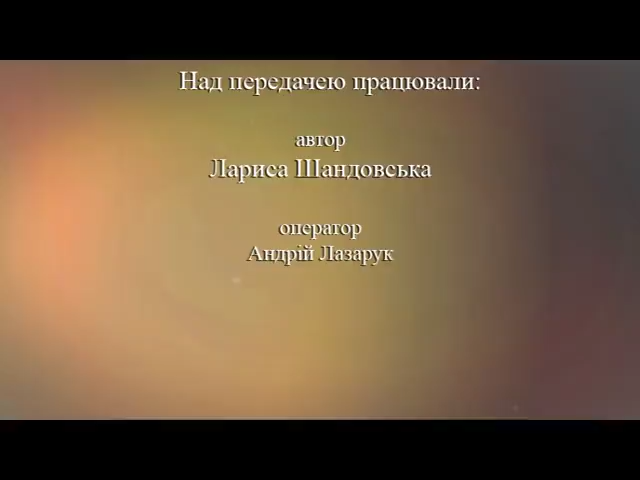 Над передачею працювали:
автор
Лариса Шандовська
оператор
Андрій Лазарук